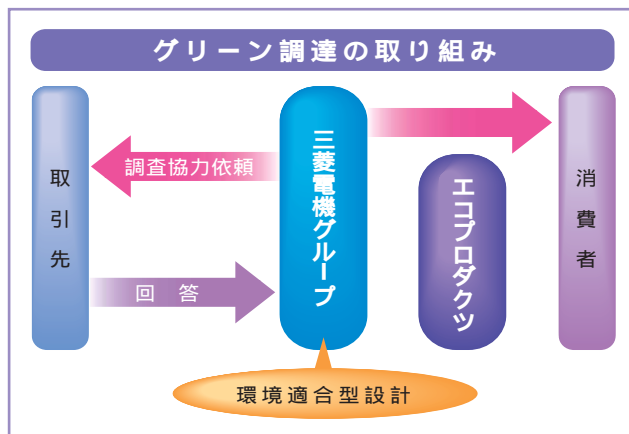 グリーン調達の取り組み
取引先
調査協力依頼
回答
三菱電機グループ
エコプロダクツ
消費者
環境適合型設計